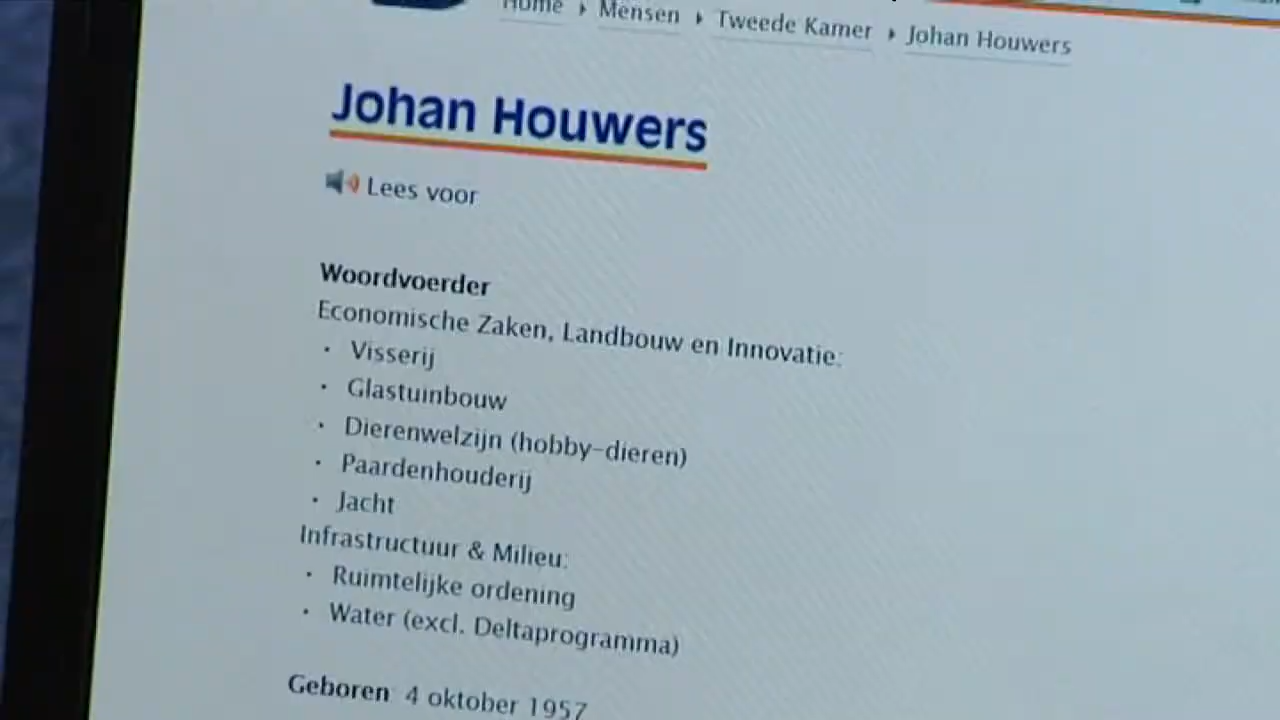 Home Mensen Tweede Kamer Johan Houwers
Johan Houwers
Lees voor
Woordvoerder
Economische Zaken, Landbouw en Innovatie:
· Visserij
· Glastuinbouw
· Dierenwelzijn (hobby-dieren)
· Paardenhouderij
· Jacht
Infrastructuur & Milieu:
· Ruimtelijke ordening
· Water (excl. Deltaprogramma)
Geboren 4 oktober 1957